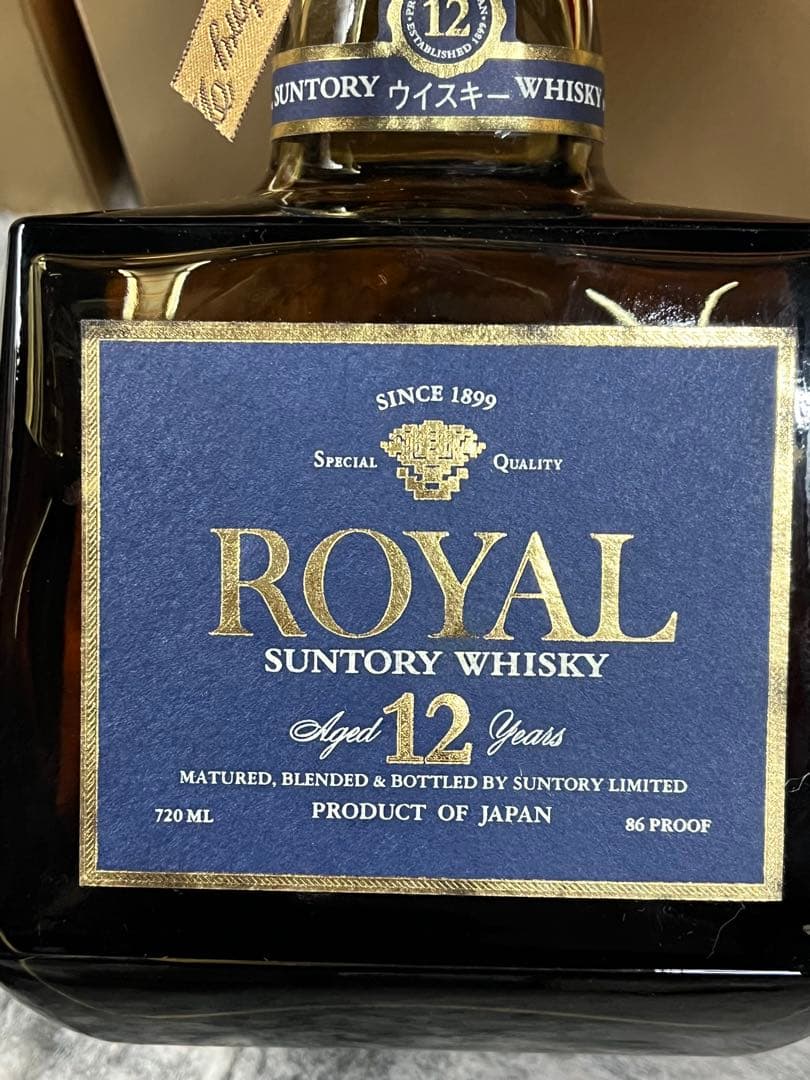 12
ESTABLISHED 1899
SUNTORY ウイスキー WHISKY
SINCE 1899
SPECIAL QUALITY
ROYAL
SUNTORY WHISKY
Aged 12 Years
MATURED, BLENDED & BOTTLED BY SUNTORY LIMITED
720 ML PRODUCT OF JAPAN 86 PROOF